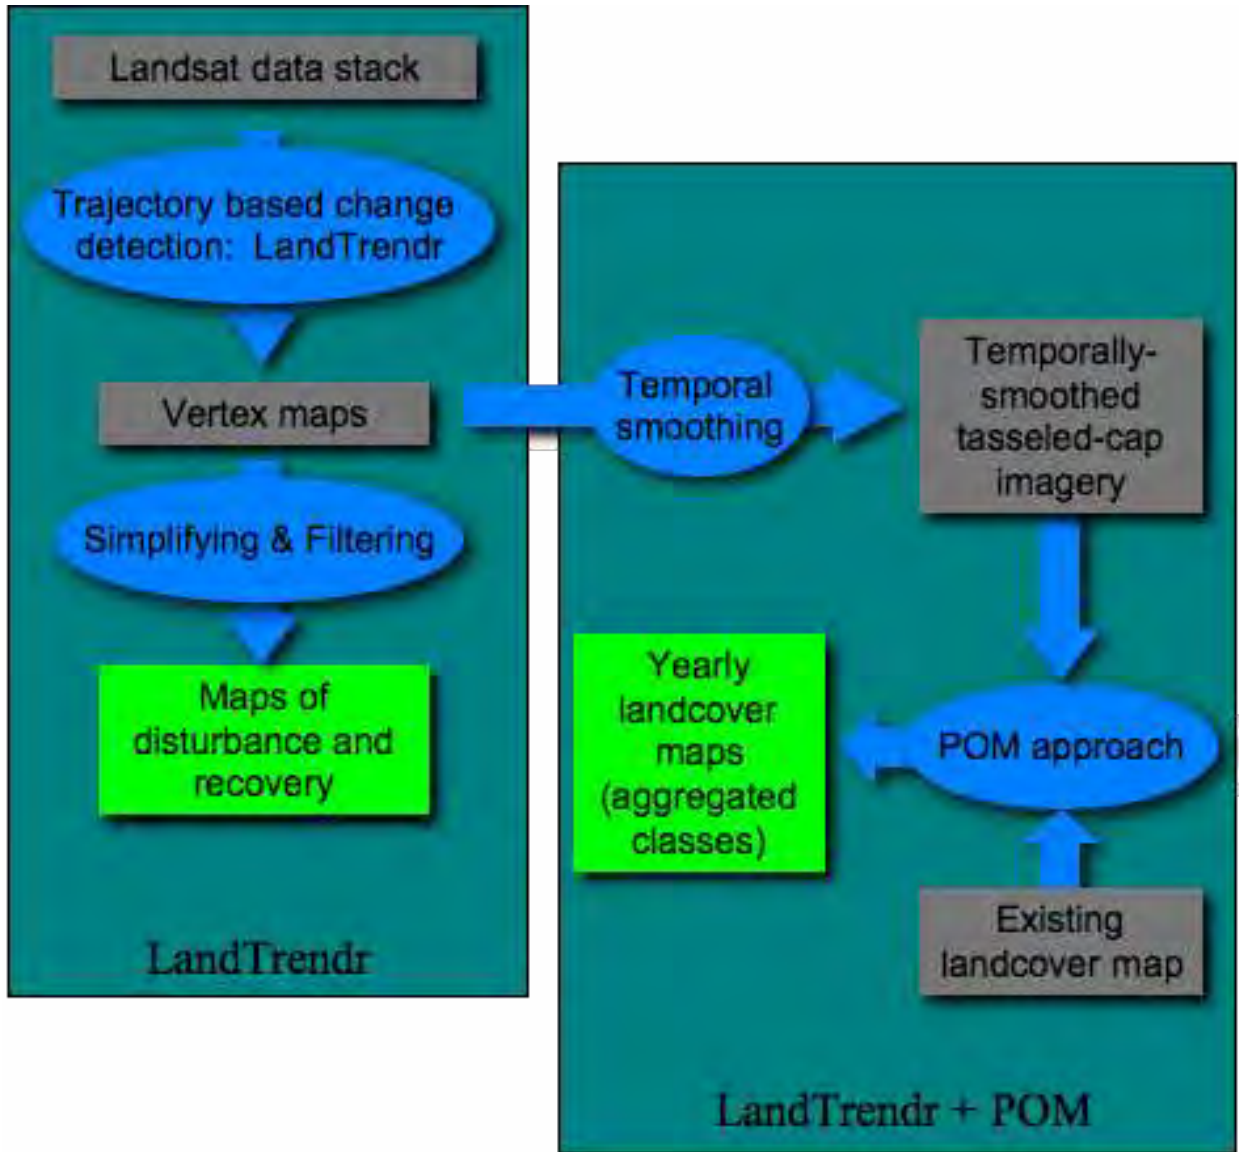 Landsat data stack
Trajectory based change
detection: LandTrendr
Vertex maps
Simplifying & Filtering
Maps of
disturbance and
recovery
LandTrendr
Temporal
smoothing
Temporally-
smoothed
tasseled-cap
imagery
POM approach
Yearly
landcover
maps
(aggregated
classes)
Existing
landcover map
LandTrendr + POM